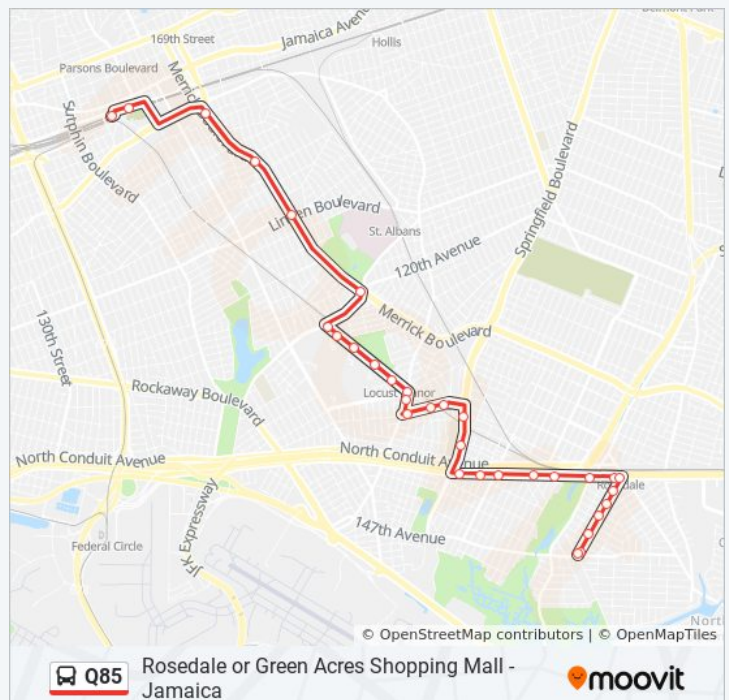 169th Street
Jamaica Avenue
Hollis
Parsons Boulevard
Sutphin Boulevard
Linden Boulevard
St. Albans
120th Avenue
Springfield Boulevard
130th Street
Merrick Boulevard
Rockaway Boulevard
Locust Manor
North Conduit Avenue
North Conduit Avenue
Rosedale
JFK Expressway
147th Avenue
Federal Circle
© OpenStreetMap contributors | © OpenMapTiles
Q85
Rosedale or Green Acres Shopping Mall -
Jamaica
moovit